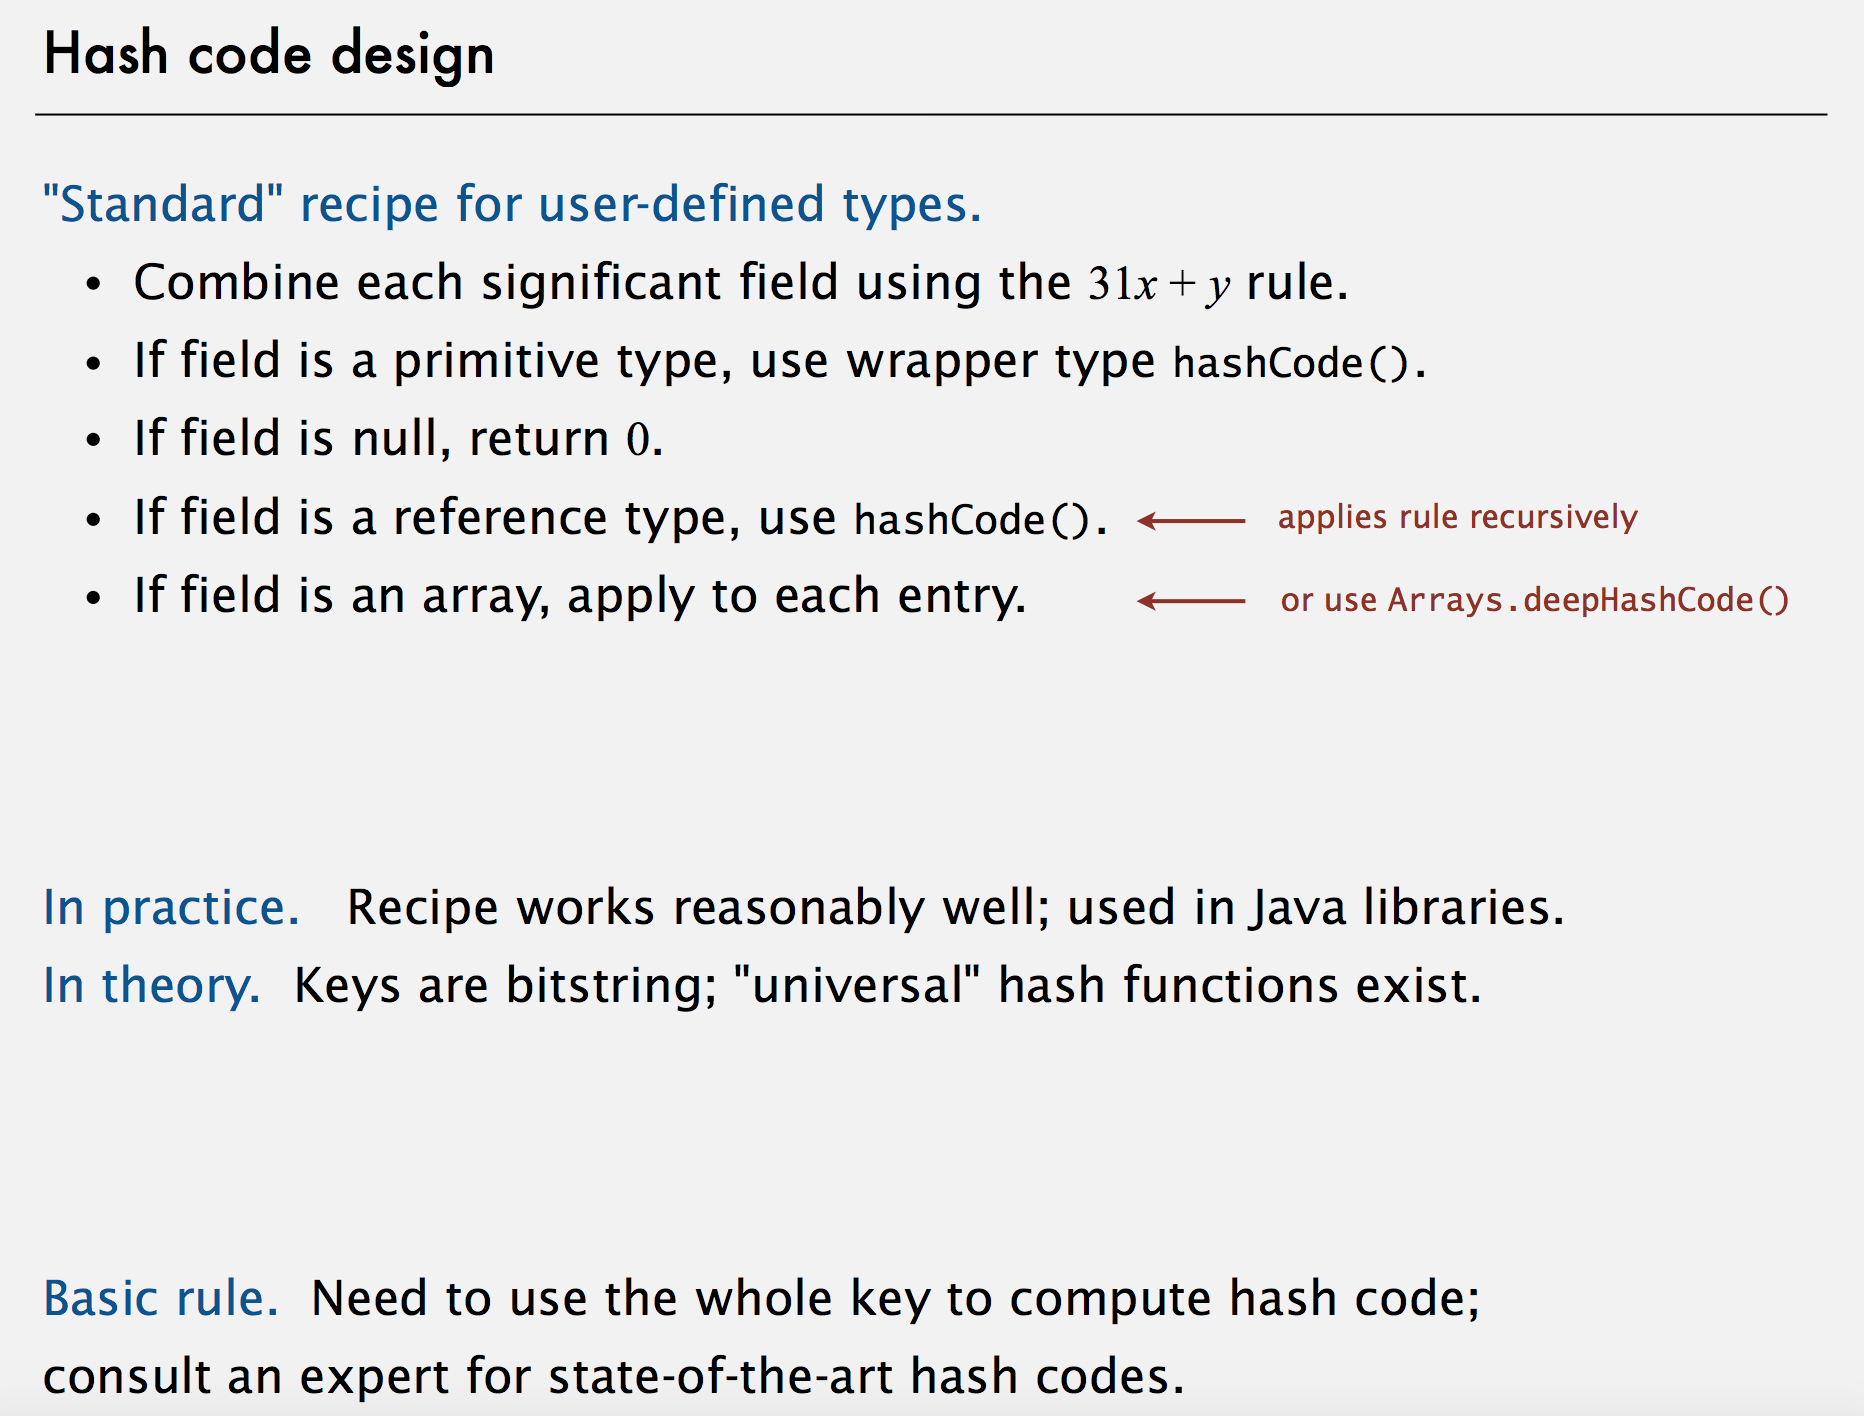 Hash code design
"Standard" recipe for user-defined types.
• Combine each significant field using the 31x + y rule.
• If field is a primitive type, use wrapper type hashCode().
• If field is null, return 0.
• If field is a reference type, use hashCode(). applies rule recursively
• If field is an array, apply to each entry. or use Arrays.deepHashCode()
In practice. Recipe works reasonably well; used in Java libraries.
In theory. Keys are bitstring; "universal" hash functions exist.
Basic rule. Need to use the whole key to compute hash code;
consult an expert for state-of-the-art hash codes.